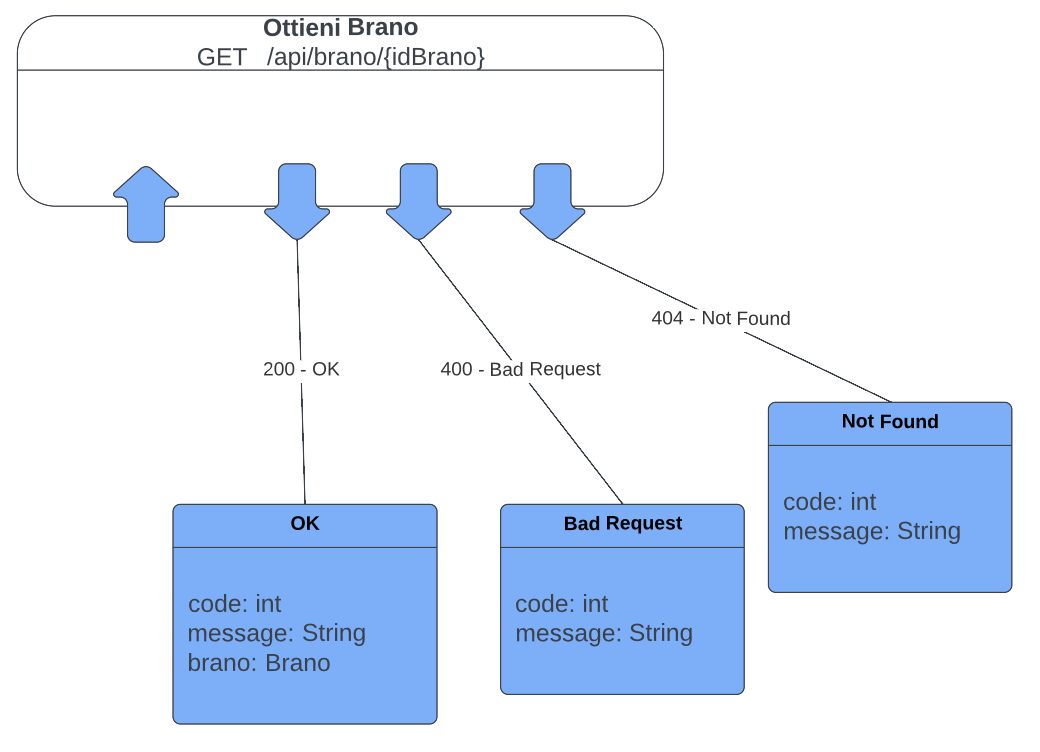 Ottieni Brano
GET /api/brano/{idBrano}
404 - Not Found
200 - OK
400 - Bad Request
Not Found
code: int
message: String
OK
code: int
message: String
brano: Brano
Bad Request
code: int
message: String